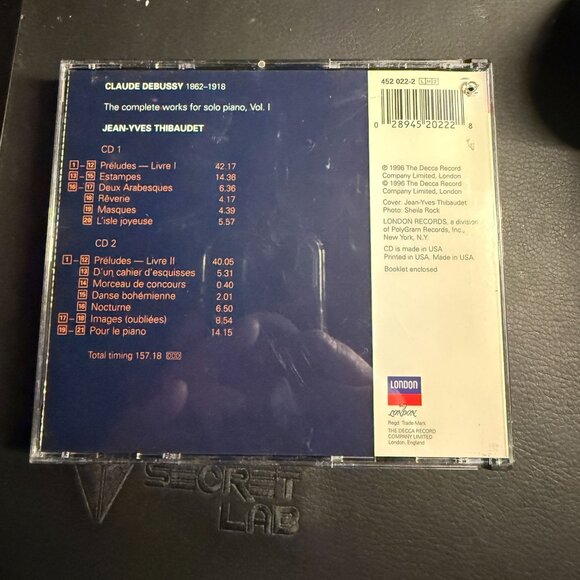 CLAUDE DEBUSSY 1862–1918
The complete works for solo piano, Vol. I
JEAN-YVES THIBAUDET
CD 1
1 – 12 Préludes — Livre I 42.17
13 – 15 Estampes 14.36
16 – 17 Deux Arabesques 6.36
18 Rêverie 4.17
19 Masques 4.39
20 L'isle joyeuse 5.57
CD 2
1 – 12 Préludes — Livre II 40.05
13 D'un cahier d'esquisses 5.31
14 Morceau de concours 0.40
15 Danse bohémienne 2.01
16 Nocturne 6.50
17 – 18 Images (oubliées) 8.54
19 – 21 Pour le piano 14.15
Total timing 157.18 DDD
452 022-2 LH2
0 28945 20222 8
℗ 1996 The Decca Record
Company Limited, London
© 1996 The Decca Record
Company Limited, London
Cover: Jean-Yves Thibaudet
Photo: Sheila Rock
LONDON RECORDS, a division
of PolyGram Records, Inc.,
New York, N.Y.
CD is made in USA
Printed in USA. Made in USA.
Booklet enclosed
LONDON
London
Regd. Trade Mark
THE DECCA RECORD
COMPANY LIMITED
London, England
SECRET
LAB